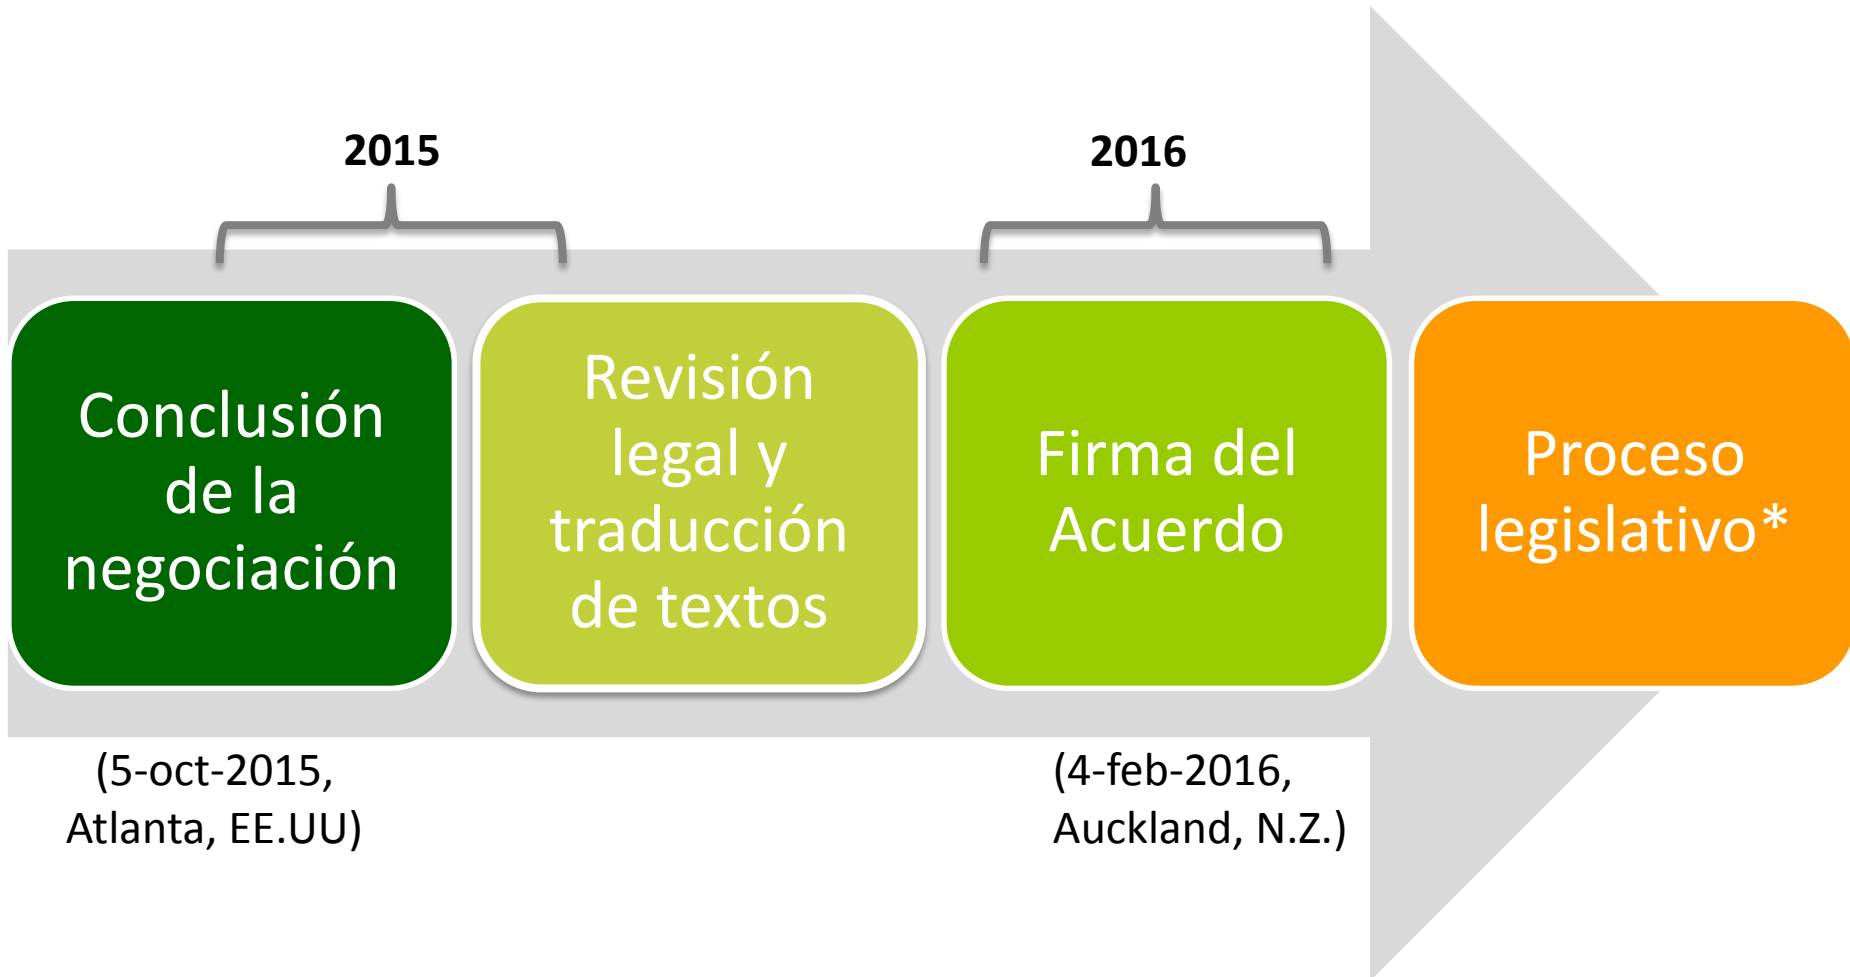 2015
2016
Conclusión
de la
negociación
Revisión
legal y
traducción
de textos
Firma del
Acuerdo
Proceso
legislativo*
(5-oct-2015,
Atlanta, EE.UU)
(4-feb-2016,
Auckland, N.Z.)